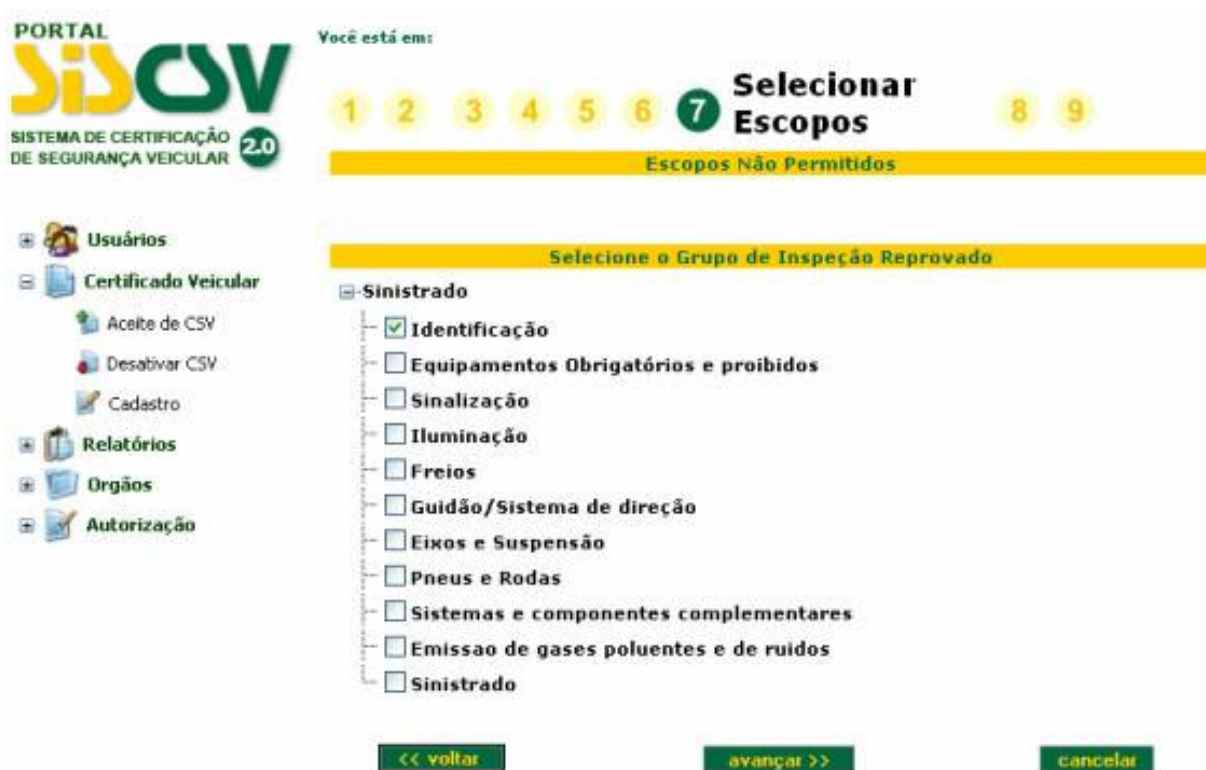 PORTAL
SisCSV
SISTEMA DE CERTIFICAÇÃO
DE SEGURANÇA VEICULAR 2.0
Você está em:
1 2 3 4 5 6 7 Selecionar
Escopos 8 9
Escopos Não Permitidos
Usuários
Certificado Veicular
Aceite de CSV
Desativar CSV
Cadastro
Relatórios
Orgãos
Autorização
Selecione o Grupo de Inspeção Reprovado
Sinistrado
Identificação
Equipamentos Obrigatórios e proibidos
Sinalização
Iluminação
Freios
Guidão/Sistema de direção
Eixos e Suspensão
Pneus e Rodas
Sistemas e componentes complementares
Emissao de gases poluentes e de ruidos
Sinistrado
<< voltar
avançar >>
cancelar